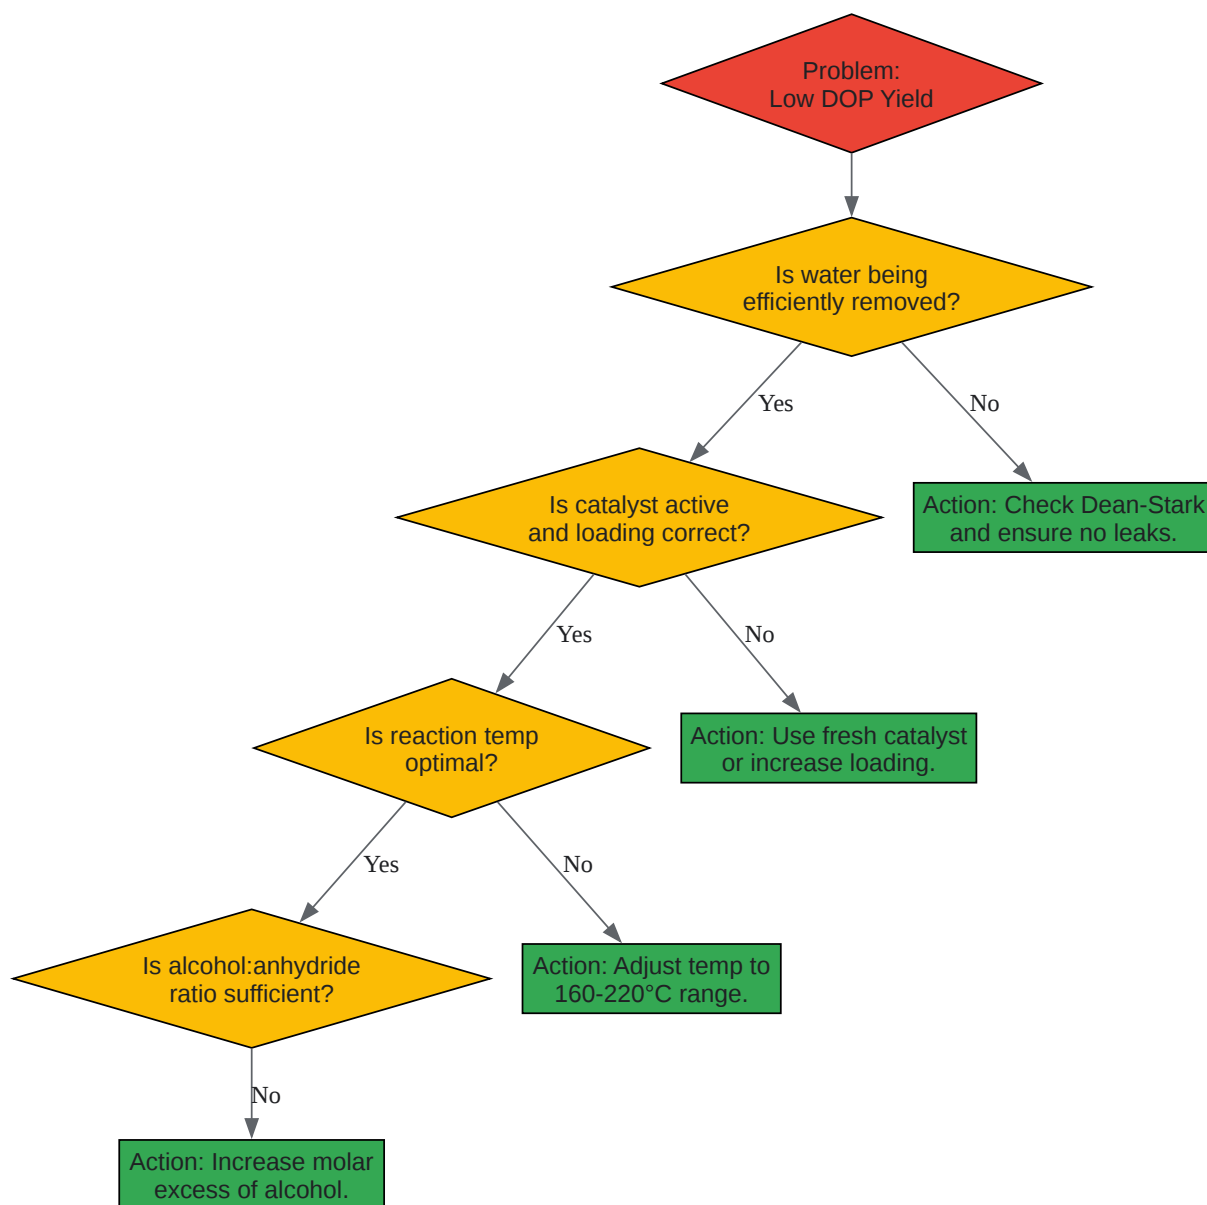 Problem:
Low DOP Yield
Is water being
efficiently removed?
Yes
No
Is catalyst active
and loading correct?
Action: Check Dean-Stark
and ensure no leaks.
Yes
No
Is reaction temp
optimal?
Action: Use fresh catalyst
or increase loading.
Yes
No
Is alcohol:anhydride
ratio sufficient?
Action: Adjust temp to
160-220°C range.
No
Action: Increase molar
excess of alcohol.